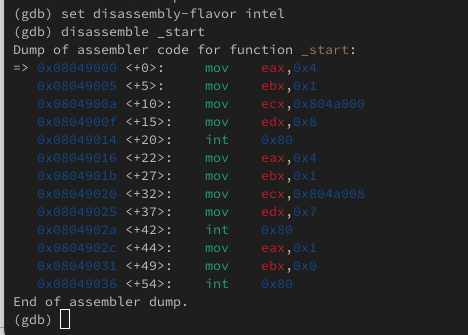 (gdb) set disassembly-flavor intel
(gdb) disassemble _start
Dump of assembler code for function _start:
=> 0x08049000 <+0>:     mov    eax,0x4
   0x08049005 <+5>:     mov    ebx,0x1
   0x0804900a <+10>:    mov    ecx,0x804a000
   0x0804900f <+15>:    mov    edx,0x8
   0x08049014 <+20>:    int    0x80
   0x08049016 <+22>:    mov    eax,0x4
   0x0804901b <+27>:    mov    ebx,0x1
   0x08049020 <+32>:    mov    ecx,0x804a008
   0x08049025 <+37>:    mov    edx,0x7
   0x0804902a <+42>:    int    0x80
   0x0804902c <+44>:    mov    eax,0x1
   0x08049031 <+49>:    mov    ebx,0x0
   0x08049036 <+54>:    int    0x80
End of assembler dump.
(gdb)